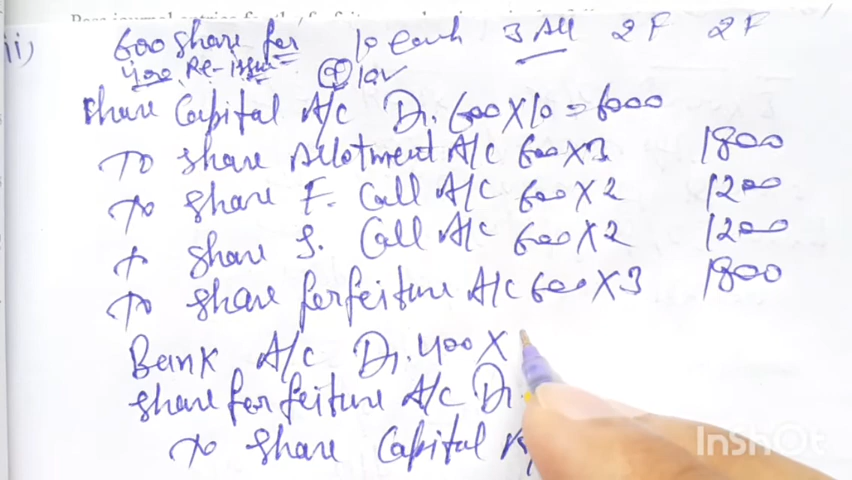 ii) 600 share for 10 each 3 All 2 F 2 F
400 Re-issue @ 10
Share Capital A/c Dr. 600 X 10 = 6000
To share Allotment A/c 600 X 3 1800
To share F. Call A/c 600 X 2 1200
To share S. Call A/c 600 X 2 1200
To share forfeiture A/c 600 X 3 1800
Bank A/c Dr. 400 X
share forfeiture A/c Dr.
To share Capital
InShot